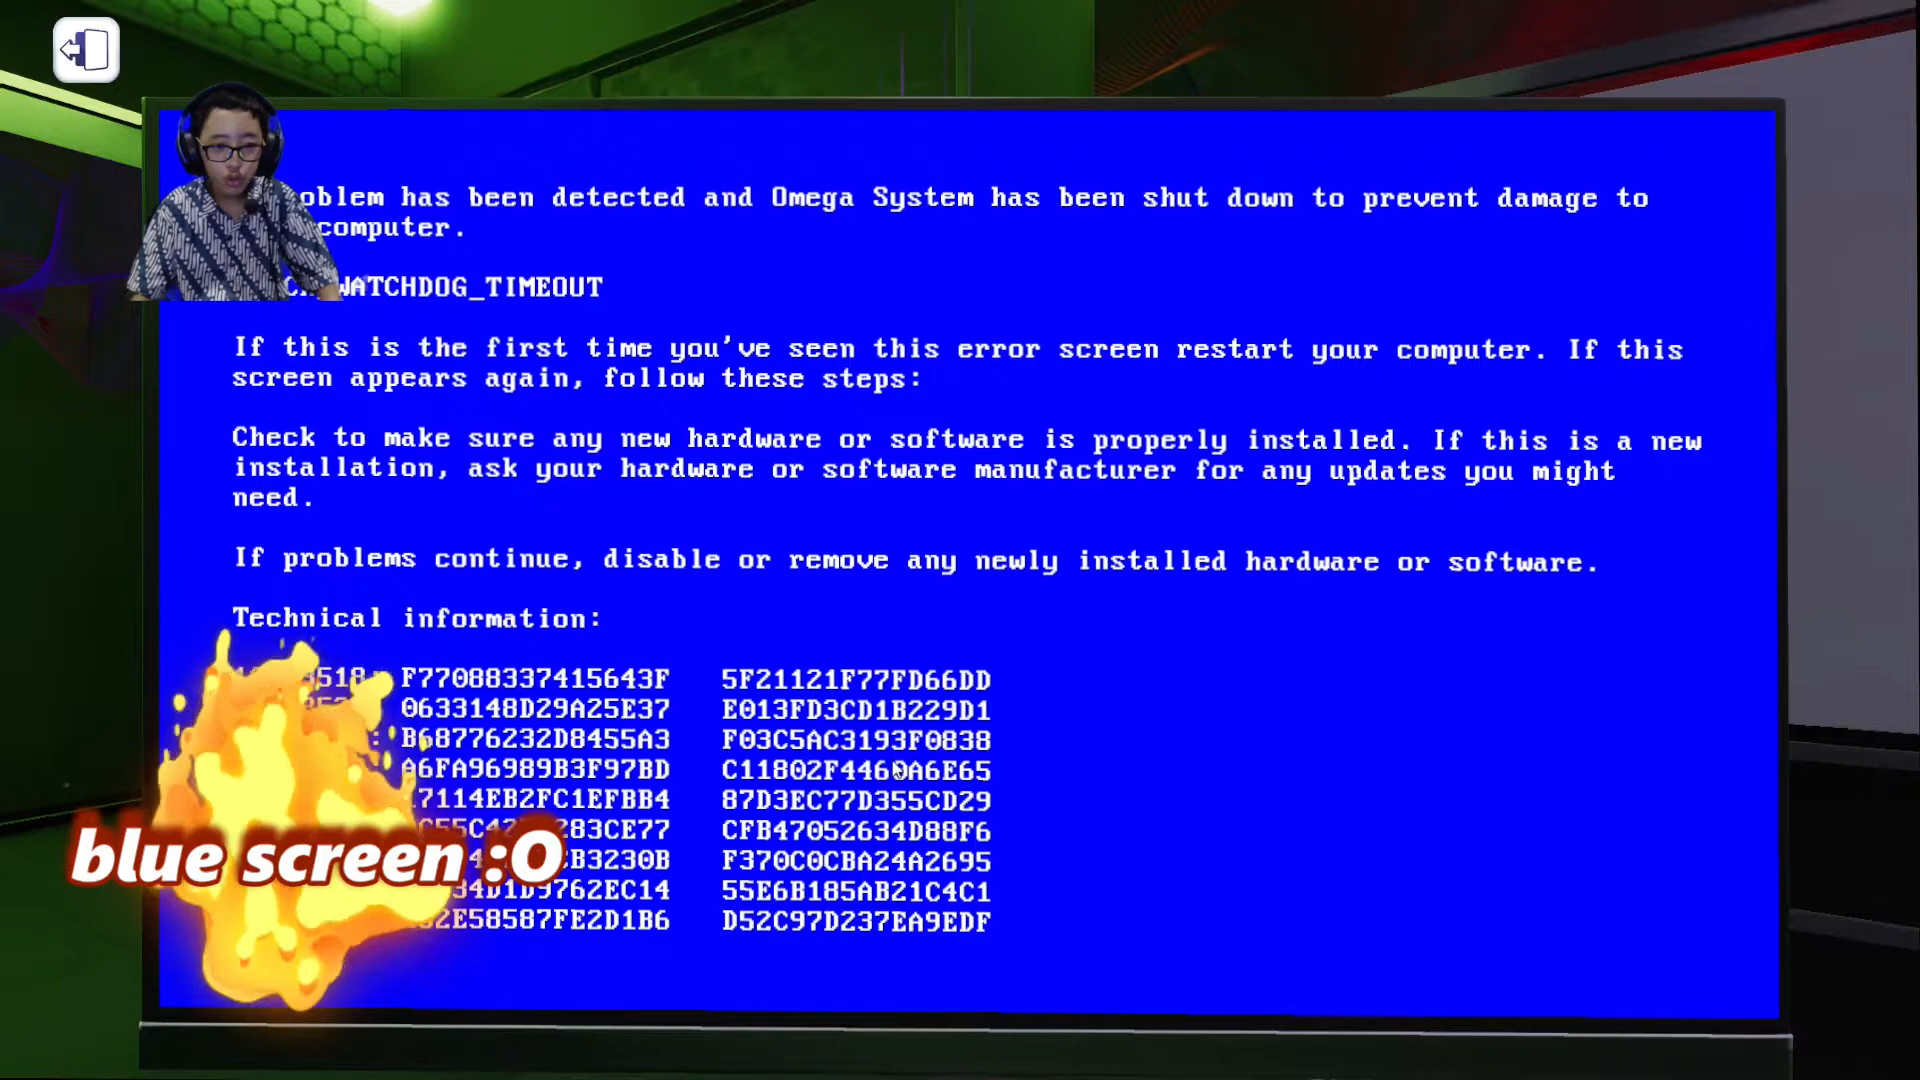 has been detected and Omega System has been shut down to prevent damage to
computer.
If this is the first time you've seen this error screen restart your computer. If this
screen appears again, follow these steps:
Check to make sure any new hardware or software is properly installed. If this is a new
installation, ask your hardware or software manufacturer for any updates you might
need.
If problems continue, disable or remove any newly installed hardware or software.
Technical information:
F77088337415643F 5F21121F77FD66DD
0633148D29A25E37 E013FD3CD1B229D1
B68776232D8455A3 F03C5AC3193F0838
A6FA96989B3F97BD C11802F4460A6E65
87D3EC77D355CD29
CFB47052634D88F6
blue screen :O
F370C0CBA24A2695
55E6B185AB21C4C1
D52C97D237EA9EDF